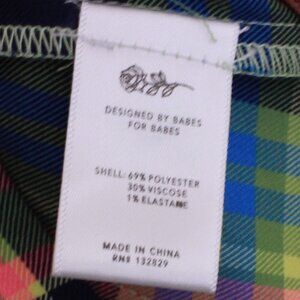 DESIGNED BY BABES
FOR BABES
SHELL: 69% POLYESTER
30% VISCOSE
1% ELASTANE
MADE IN CHINA
RN# 132829